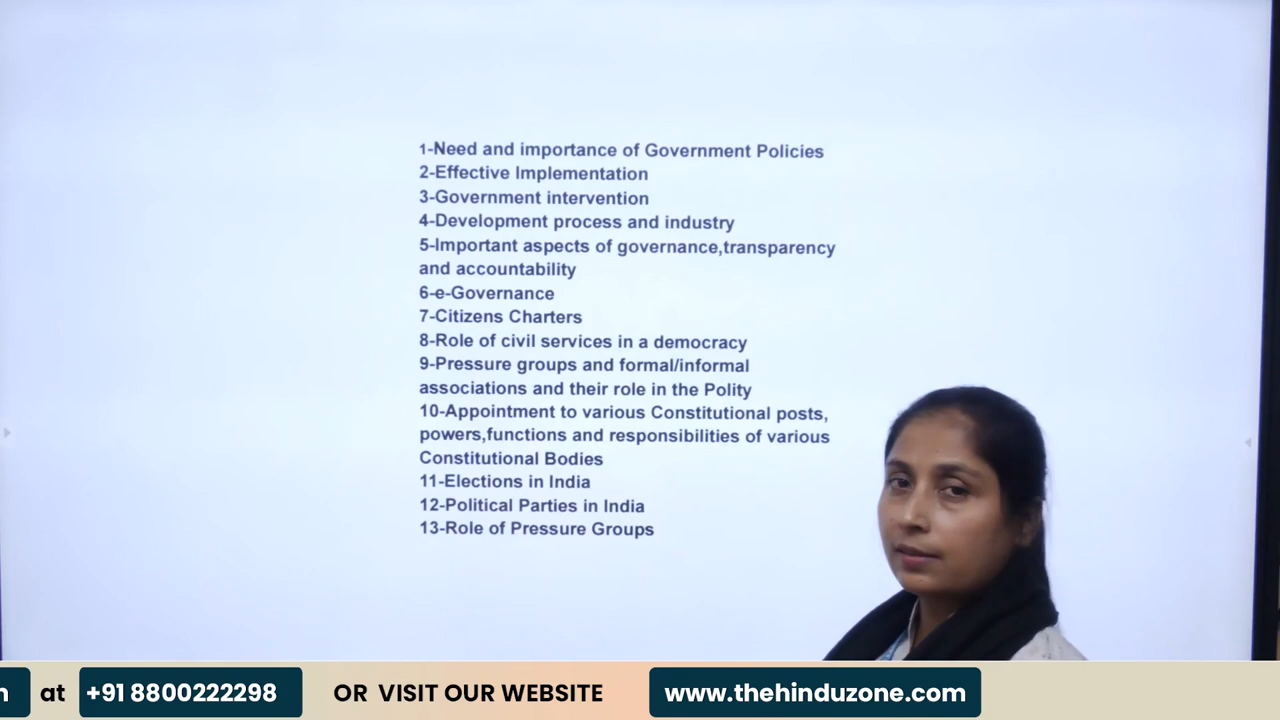 1-Need and importance of Government Policies
2-Effective Implementation
3-Government intervention
4-Development process and industry
5-Important aspects of governance,transparency
and accountability
6-e-Governance
7-Citizens Charters
8-Role of civil services in a democracy
9-Pressure groups and formal/informal
associations and their role in the Polity
10-Appointment to various Constitutional posts,
powers,functions and responsibilities of various
Constitutional Bodies
11-Elections in India
12-Political Parties in India
13-Role of Pressure Groups
at +91 8800222298 OR VISIT OUR WEBSITE www.thehinduzone.com